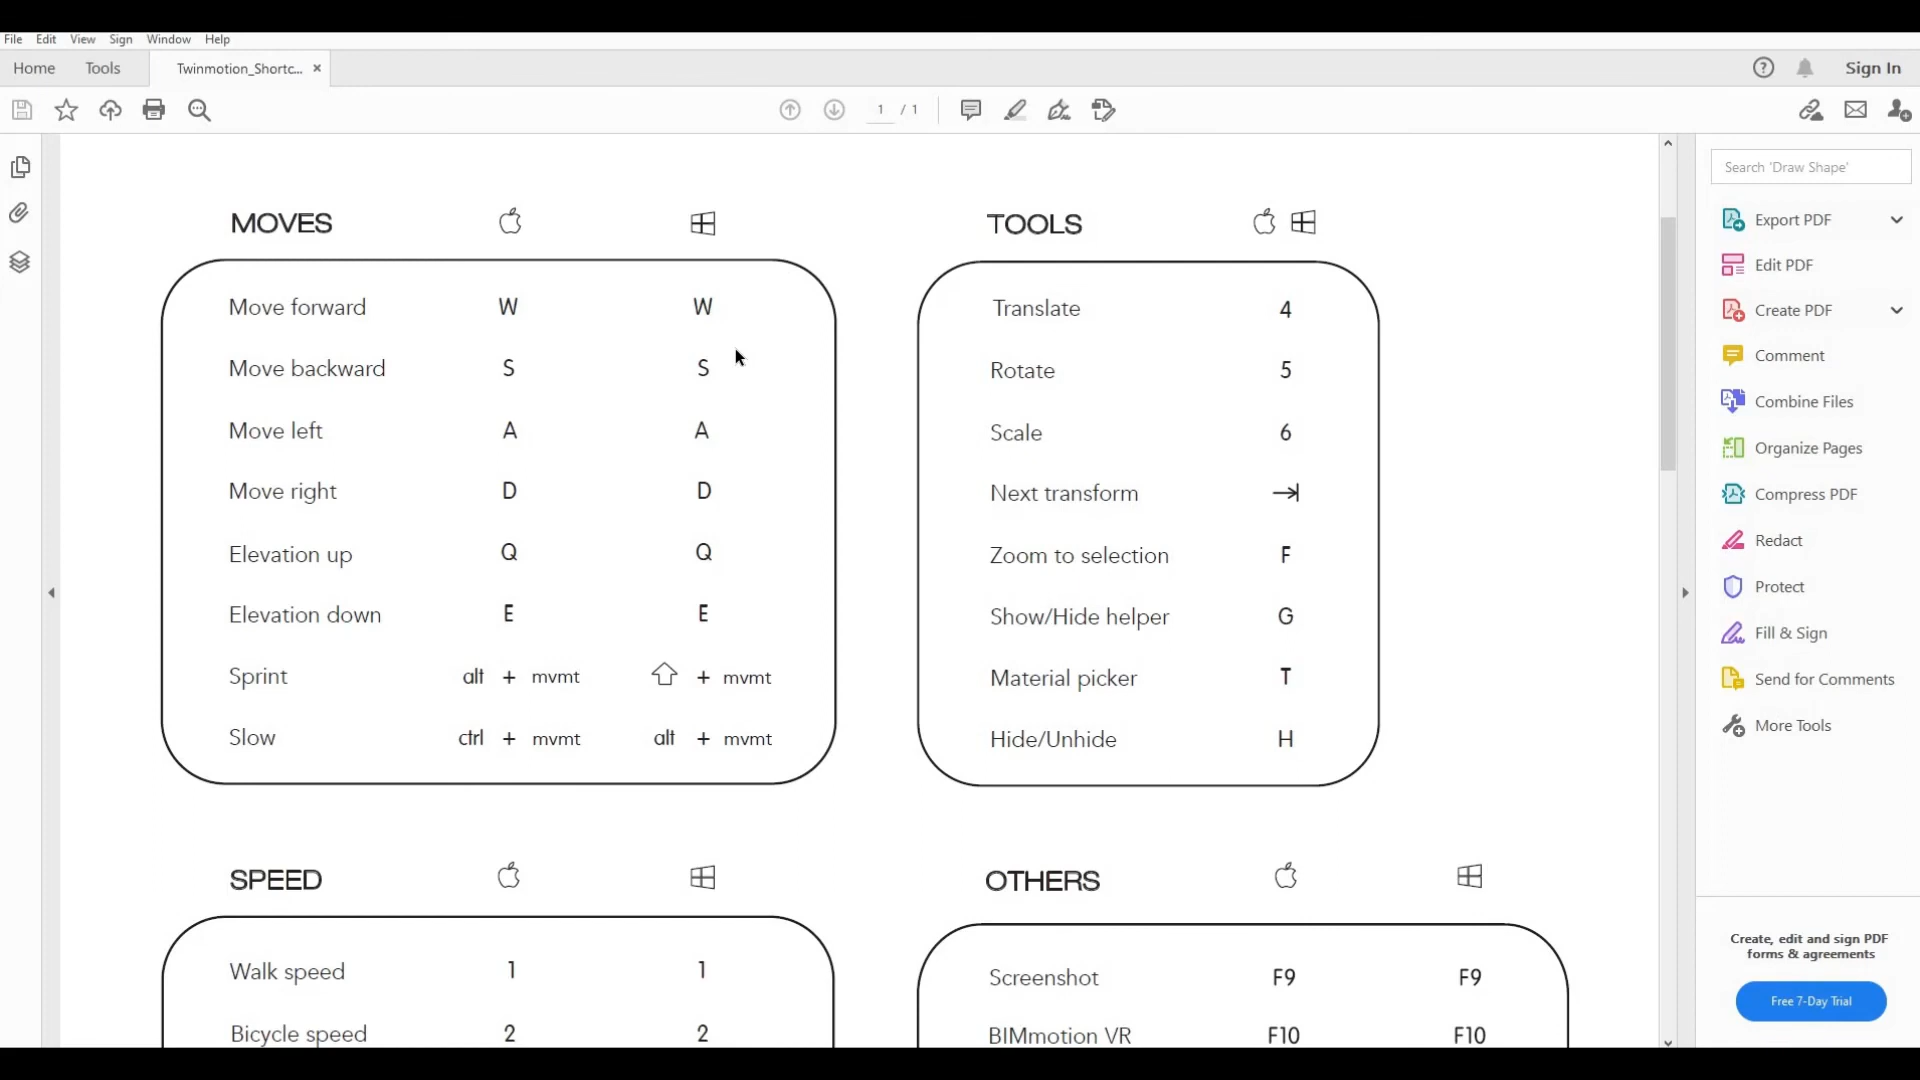 File Edit View Sign Window Help
Home Tools Twinmotion_Shortc... × Sign In
1 / 1
Search 'Draw Shape'
Export PDF
Edit PDF
Create PDF
Comment
Combine Files
Organize Pages
Compress PDF
Redact
Protect
Fill & Sign
Send for Comments
More Tools
Create, edit and sign PDF
forms & agreements
Free 7-Day Trial
MOVES
Move forward W W
Move backward S S
Move left A A
Move right D D
Elevation up Q Q
Elevation down E E
Sprint alt + mvmt + mvmt
Slow ctrl + mvmt alt + mvmt
TOOLS
Translate 4
Rotate 5
Scale 6
Next transform
Zoom to selection F
Show/Hide helper G
Material picker T
Hide/Unhide H
SPEED
Walk speed 1 1
Bicycle speed 2 2
OTHERS
Screenshot F9 F9
BIMmotion VR F10 F10